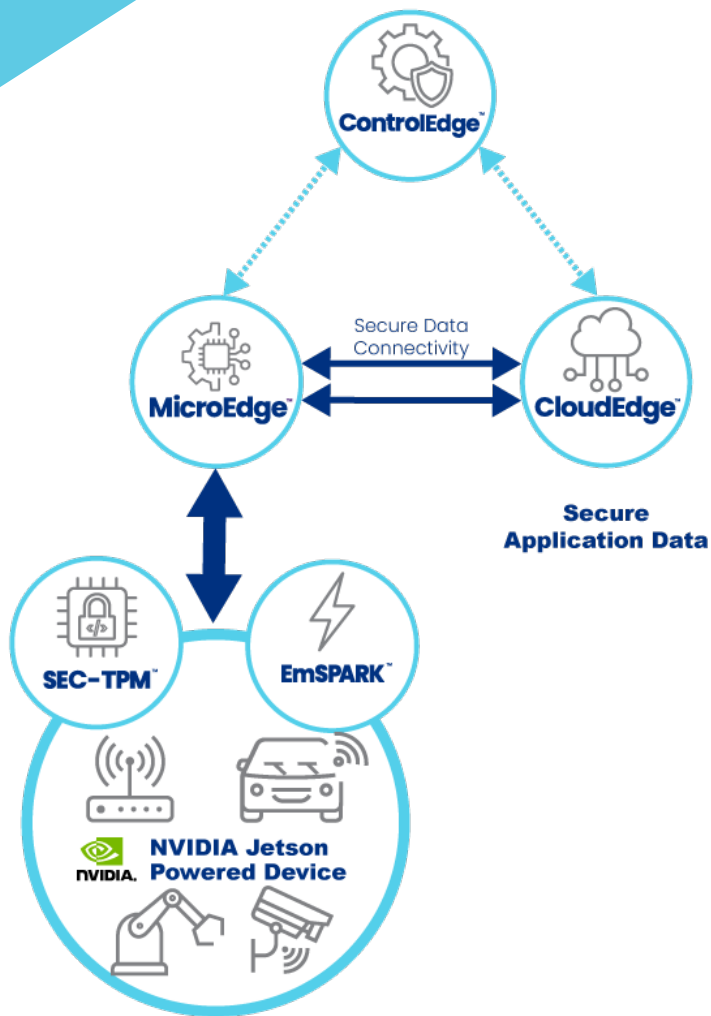 ControlEdge™
Secure Data
Connectivity
MicroEdge™
CloudEdge™
Secure
Application Data
SEC-TPM™
</>
EmSPARK™
NVIDIA Jetson
NVIDIA. Powered Device